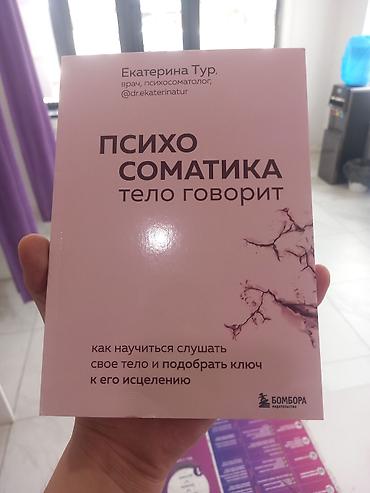 Екатерина Тур,
врач, психосоматолог,
@dr.ekaterinatur
ПСИХО
СОМАТИКА
тело говорит
как научиться слушать
свое тело и подобрать ключ
к его исцелению
БОМБОРА
издательство